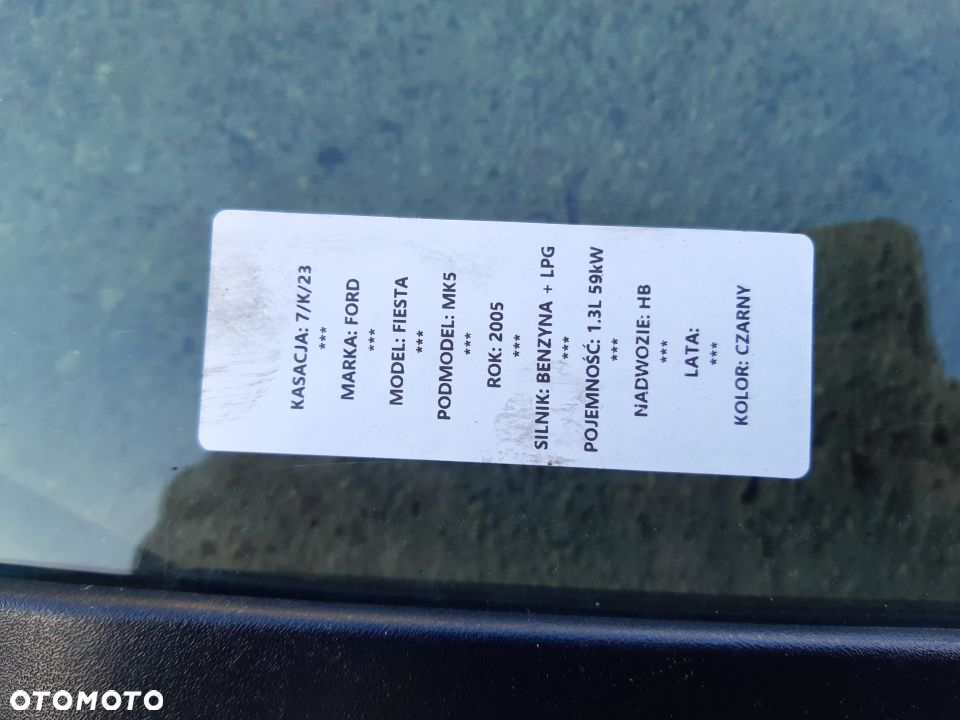 KASACJA: 7/K/23
***
MARKA: FORD
***
MODEL: FIESTA
***
PODMODEL: MK5
***
ROK: 2005
***
SILNIK: BENZYNA + LPG
***
POJEMNOŚĆ: 1.3L 59kW
***
NADWOZIE: HB
***
LATA:
***
KOLOR: CZARNY
OTOMOTO